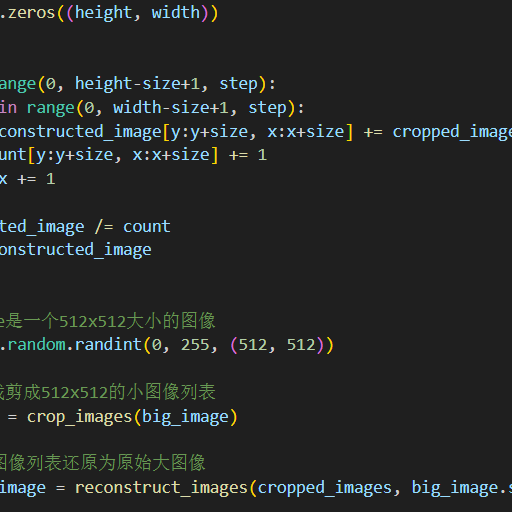 .zeros((height, width))
ange(0, height-size+1, step):
in range(0, width-size+1, step):
constructed_image[y:y+size, x:x+size] += cropped_image
unt[y:y+size, x:x+size] += 1
x += 1
ted_image /= count
onstructed_image
e是一个512x512大小的图像
.random.randint(0, 255, (512, 512))
裁剪成512x512的小图像列表
= crop_images(big_image)
图像列表还原为原始大图像
image = reconstruct_images(cropped_images, big_image.s